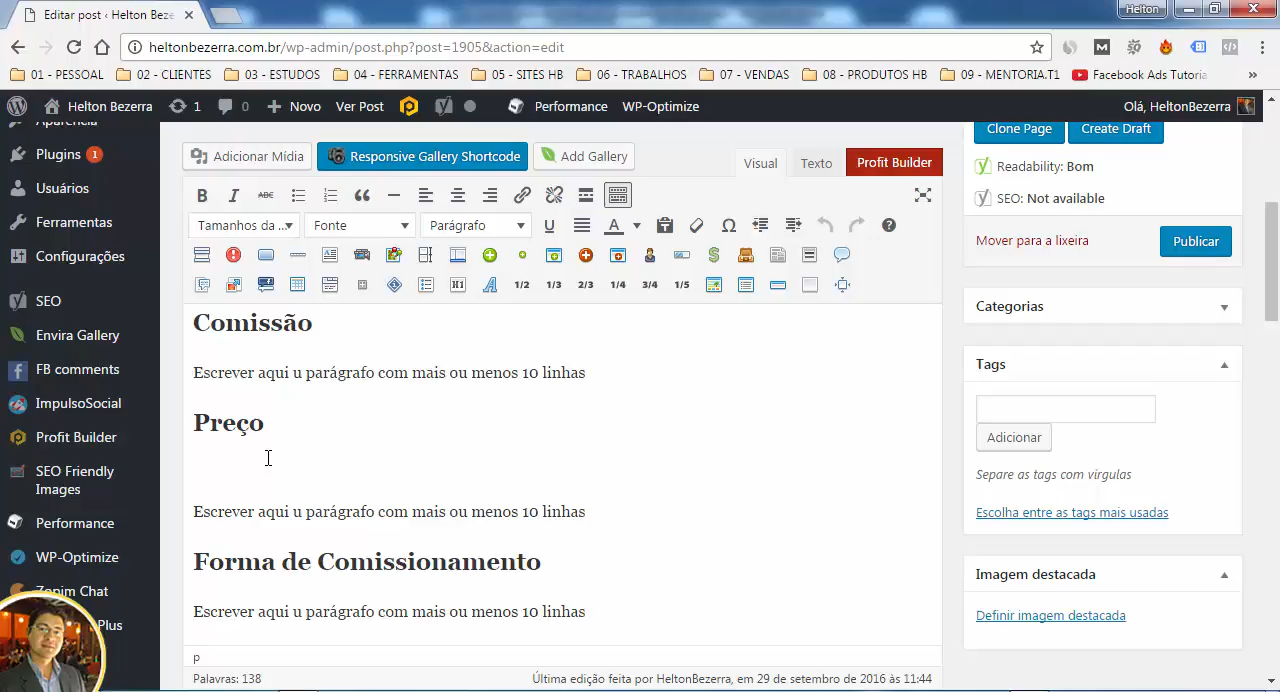 Editar post ‹ Helton Beze
Helton
heltonbezerra.com.br/wp-admin/post.php?post=1905&action=edit
01 - PESSOAL
02 - CLIENTES
03 - ESTUDOS
04 - FERRAMENTAS
05 - SITES HB
06 - TRABALHOS
07 - VENDAS
08 - PRODUTOS HB
09 - MENTORIA.T1
Facebook Ads Tutoria
»
Helton Bezerra
1
0
Novo
Ver Post
Performance
WP-Optimize
Olá, HeltonBezerra
Aparência
Plugins 1
Usuários
Ferramentas
Configurações
SEO
Envira Gallery
FB comments
ImpulsoSocial
Profit Builder
SEO Friendly
Images
Performance
WP-Optimize
Zopim Chat
Plus
Adicionar Mídia
Responsive Gallery Shortcode
Add Gallery
Visual
Texto
Profit Builder
B I ABC
Tamanhos da ...
Fonte
Parágrafo
U A Ω
1/2 1/3 2/3 1/4 3/4 1/5
Comissão
Escrever aqui u parágrafo com mais ou menos 10 linhas
Preço
Escrever aqui u parágrafo com mais ou menos 10 linhas
Forma de Comissionamento
Escrever aqui u parágrafo com mais ou menos 10 linhas
p
Palavras: 138
Última edição feita por HeltonBezerra, em 29 de setembro de 2016 às 11:44
Clone Page
Create Draft
Readability: Bom
SEO: Not available
Mover para a lixeira
Publicar
Categorias
Tags
Adicionar
Separe as tags com vírgulas
Escolha entre as tags mais usadas
Imagem destacada
Definir imagem destacada